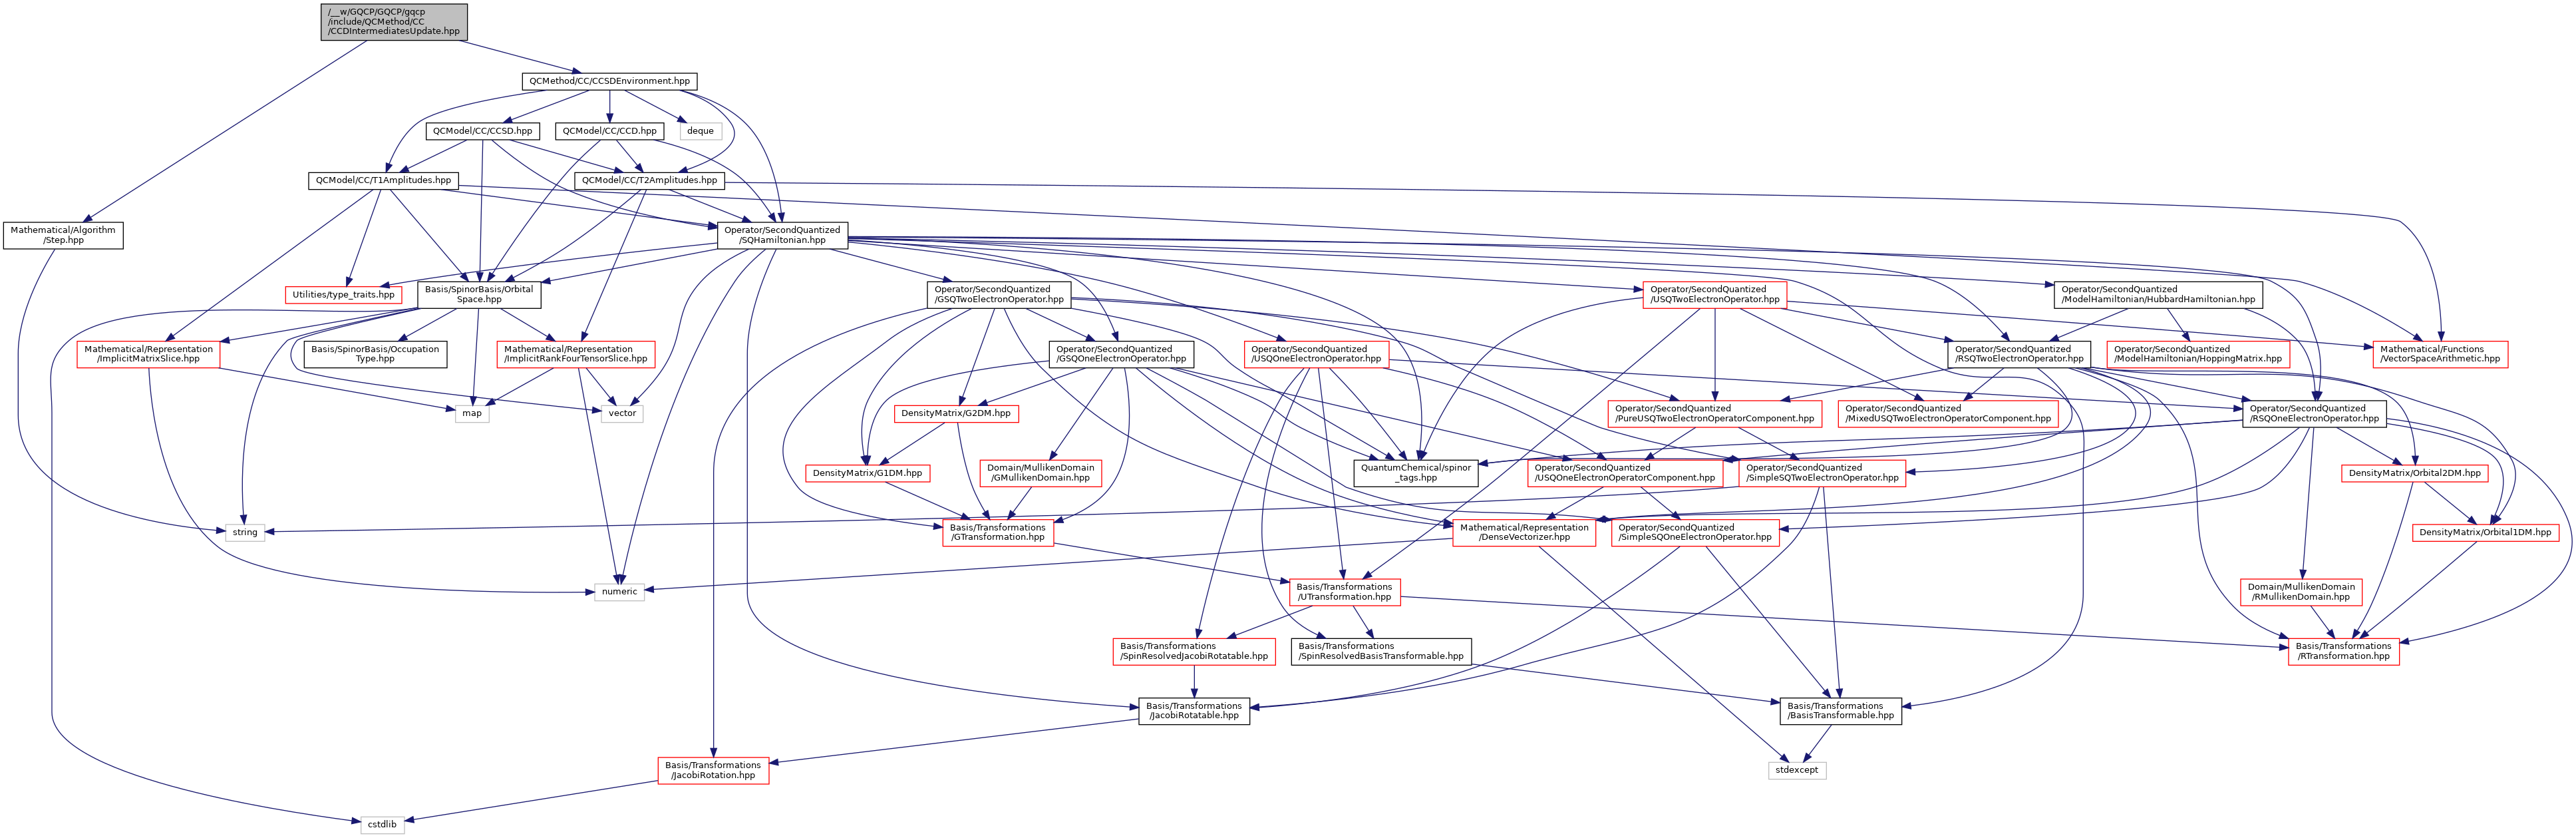 /__w/GQCP/GQCP/gqcp
/include/QCMethod/CC
/CCDIntermediatesUpdate.hpp
QCMethod/CC/CCSDEnvironment.hpp
QCModel/CC/CCSD.hpp
QCModel/CC/CCD.hpp
deque
QCModel/CC/T1Amplitudes.hpp
QCModel/CC/T2Amplitudes.hpp
Mathematical/Algorithm
/Step.hpp
Operator/SecondQuantized
/SQHamiltonian.hpp
Utilities/type_traits.hpp
Basis/SpinorBasis/Orbital
Space.hpp
Operator/SecondQuantized
/GSQTwoElectronOperator.hpp
Operator/SecondQuantized
/USQTwoElectronOperator.hpp
Operator/SecondQuantized
/ModelHamiltonian/HubbardHamiltonian.hpp
Mathematical/Representation
/ImplicitMatrixSlice.hpp
Basis/SpinorBasis/Occupation
Type.hpp
Mathematical/Representation
/ImplicitRankFourTensorSlice.hpp
Operator/SecondQuantized
/GSQOneElectronOperator.hpp
Operator/SecondQuantized
/USQOneElectronOperator.hpp
Operator/SecondQuantized
/RSQTwoElectronOperator.hpp
Operator/SecondQuantized
/ModelHamiltonian/HoppingMatrix.hpp
Mathematical/Functions
/VectorSpaceArithmetic.hpp
map
vector
DensityMatrix/G2DM.hpp
Operator/SecondQuantized
/PureUSQTwoElectronOperatorComponent.hpp
Operator/SecondQuantized
/MixedUSQTwoElectronOperatorComponent.hpp
Operator/SecondQuantized
/RSQOneElectronOperator.hpp
DensityMatrix/G1DM.hpp
Domain/MullikenDomain
/GMullikenDomain.hpp
QuantumChemical/spinor
_tags.hpp
Operator/SecondQuantized
/USQOneElectronOperatorComponent.hpp
Operator/SecondQuantized
/SimpleSQTwoElectronOperator.hpp
DensityMatrix/Orbital2DM.hpp
string
Basis/Transformations
/GTransformation.hpp
Mathematical/Representation
/DenseVectorizer.hpp
Operator/SecondQuantized
/SimpleSQOneElectronOperator.hpp
DensityMatrix/Orbital1DM.hpp
numeric
Basis/Transformations
/UTransformation.hpp
Domain/MullikenDomain
/RMullikenDomain.hpp
Basis/Transformations
/SpinResolvedJacobiRotatable.hpp
Basis/Transformations
/SpinResolvedBasisTransformable.hpp
Basis/Transformations
/RTransformation.hpp
Basis/Transformations
/JacobiRotatable.hpp
Basis/Transformations
/BasisTransformable.hpp
Basis/Transformations
/JacobiRotation.hpp
stdexcept
cstdlib